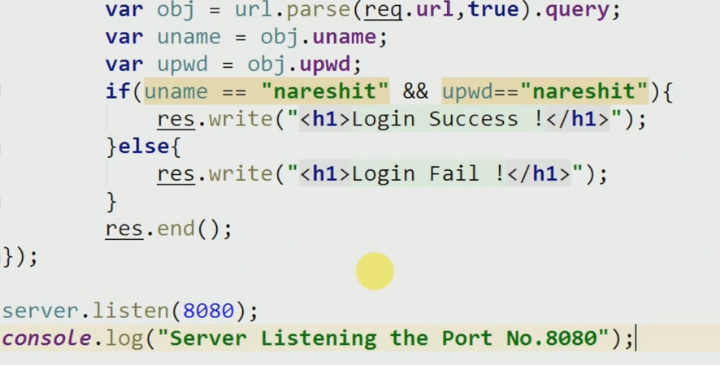 var obj = url.parse(req.url,true).query;
var uname = obj.uname;
var upwd = obj.upwd;
if(uname == "nareshit" && upwd=="nareshit"){
res.write("<h1>Login Success !</h1>");
}else{
res.write("<h1>Login Fail !</h1>");
}
res.end();
});
server.listen(8080);
console.log("Server Listening the Port No.8080");